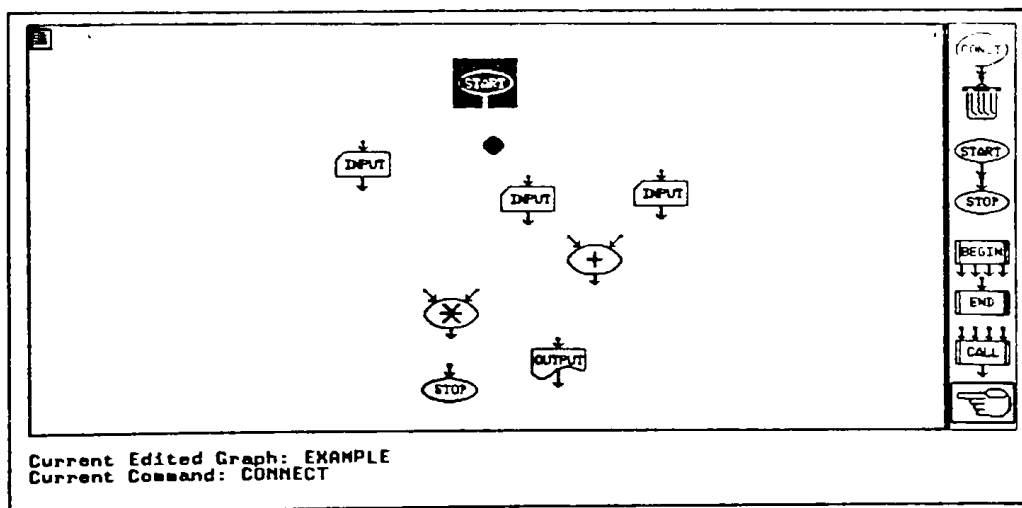 START
INPUT
INPUT
INPUT
+
*
OUTPUT
STOP
START
STOP
BEGIN
END
CALL
Current Edited Graph: EXAMPLE
Current Command: CONNECT